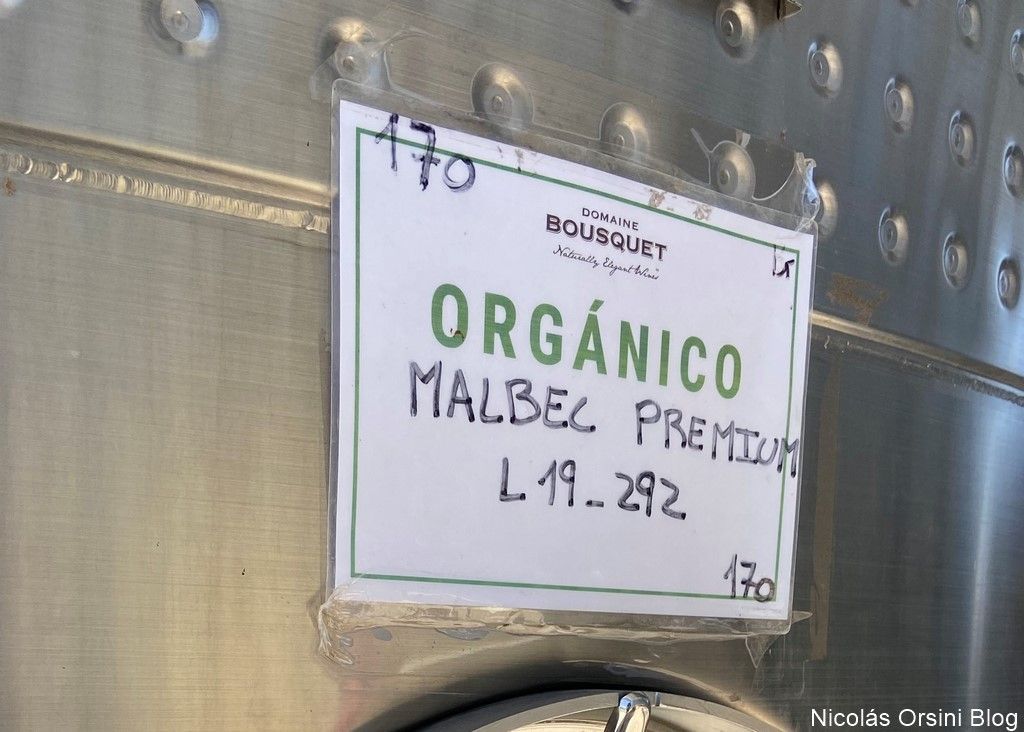 170
DOMAINE
BOUSQUET
Naturally Elegant Wines
ORGÁNICO
MALBEC PREMIUM
L 19_292
170
Nicolás Orsini Blog